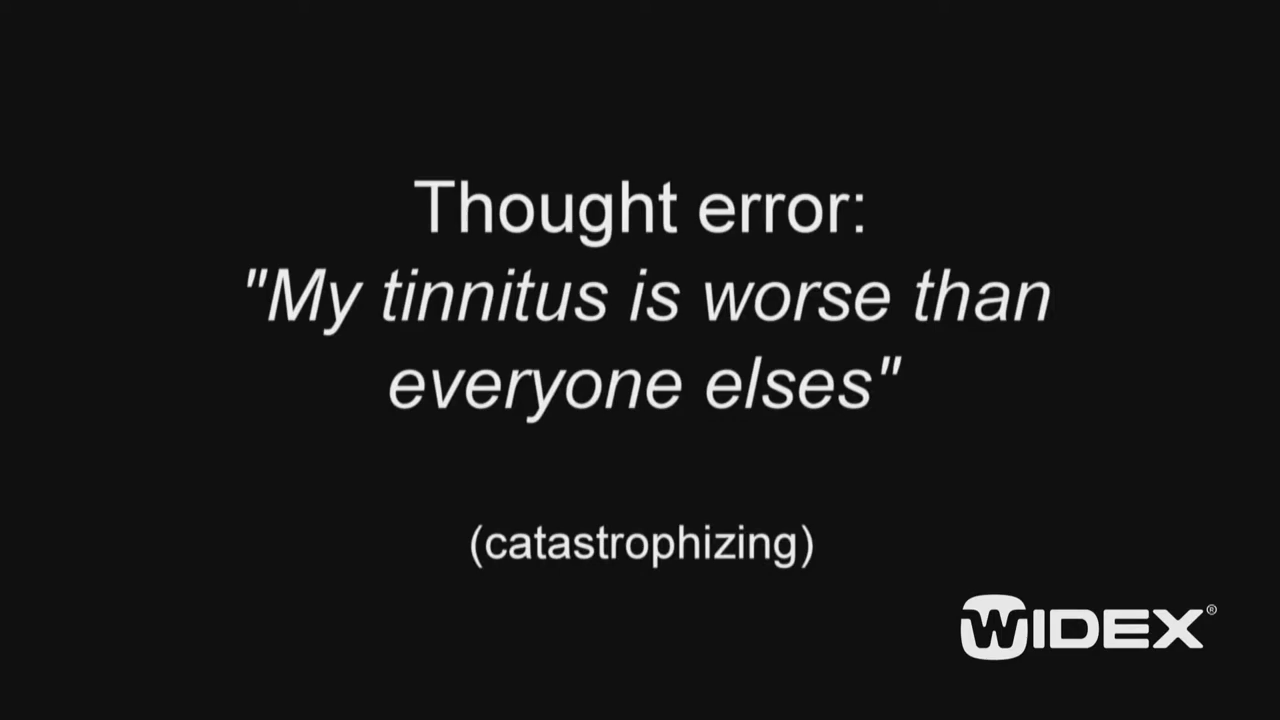 Thought error:
"My tinnitus is worse than
everyone elses"
(catastrophizing)
WIDEX®